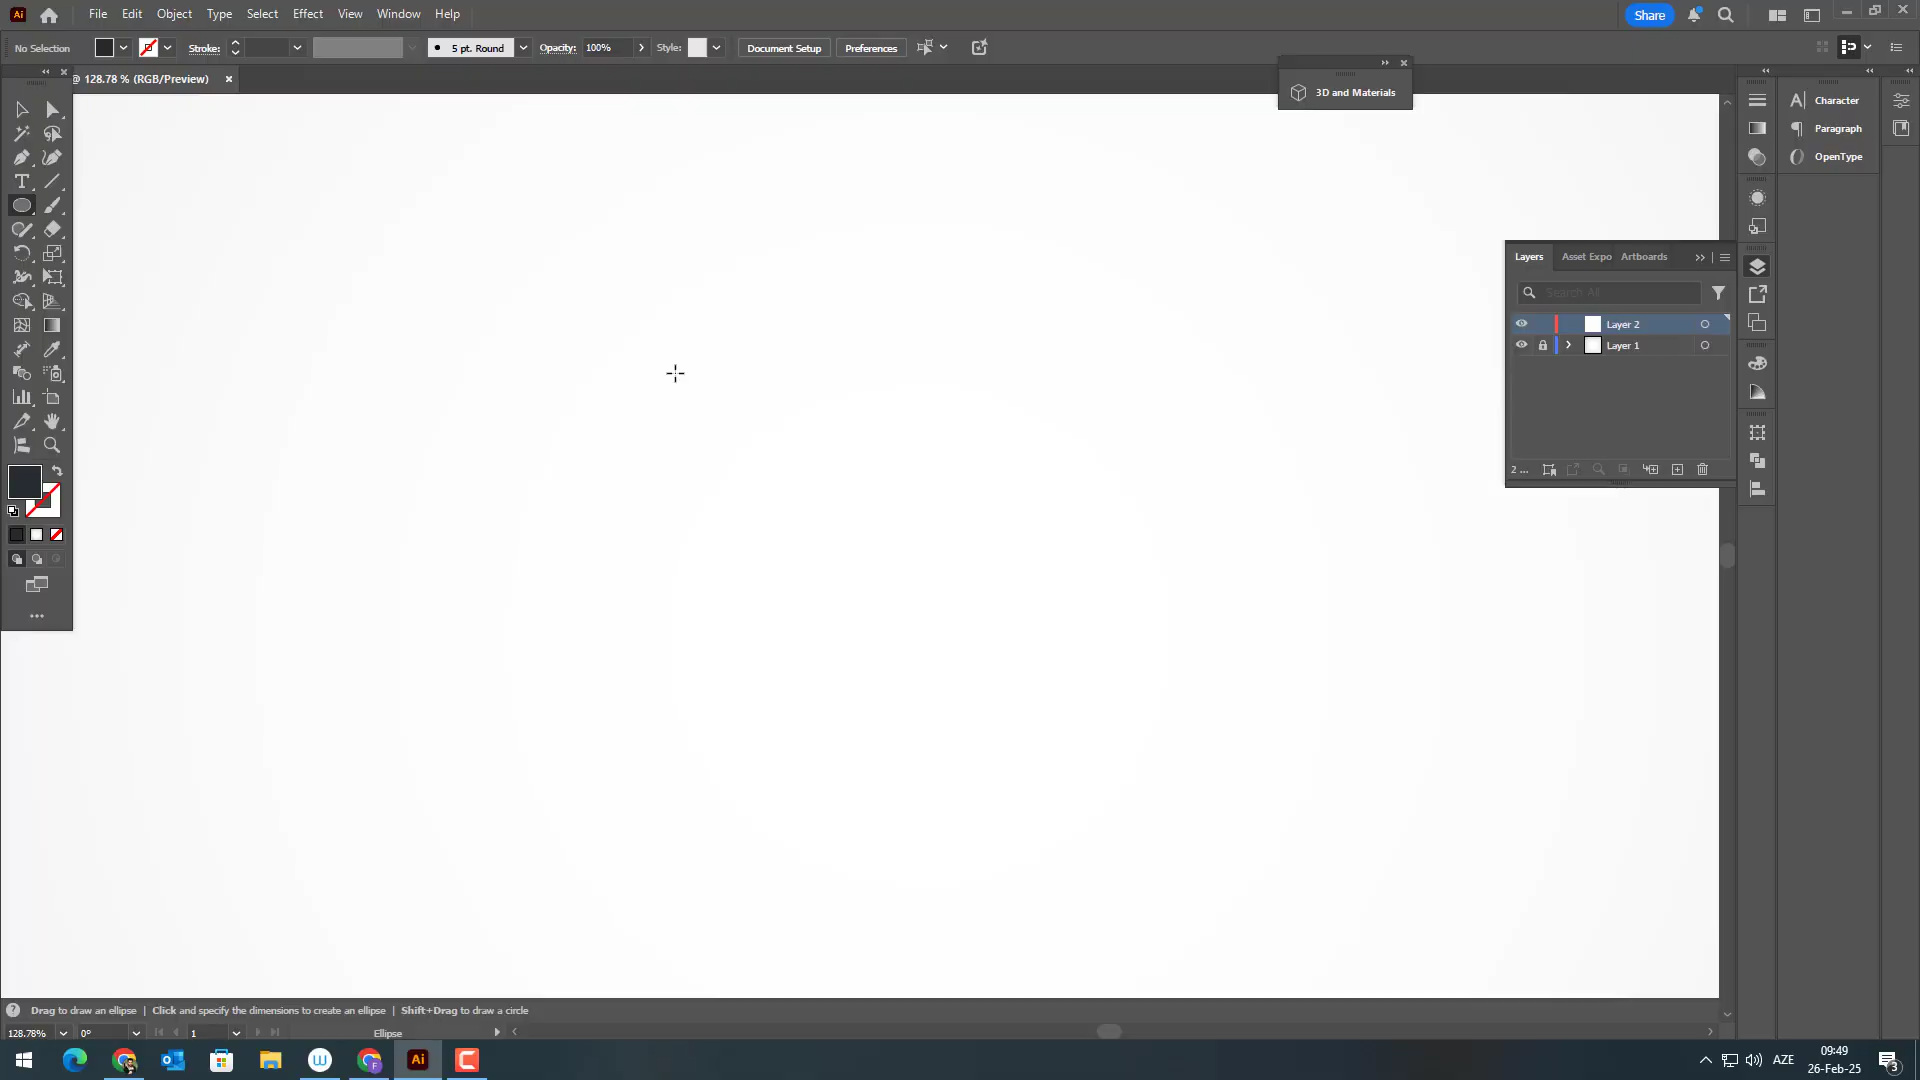 Ai File Edit Object Type Select Effect View Window Help Share
No Selection Stroke: 5 pt. Round Opacity: 100% Style: Document Setup Preferences
@ 128.78 % (RGB/Preview)
3D and Materials
Character
Paragraph
OpenType
Layers Asset Expo Artboards
Search All
Layer 2
Layer 1
2 ...
Drag to draw an ellipse | Click and specify the dimensions to create an ellipse | Shift+Drag to draw a circle
128.78% 0° 1 Ellipse
AZE 09:49
26-Feb-25
3